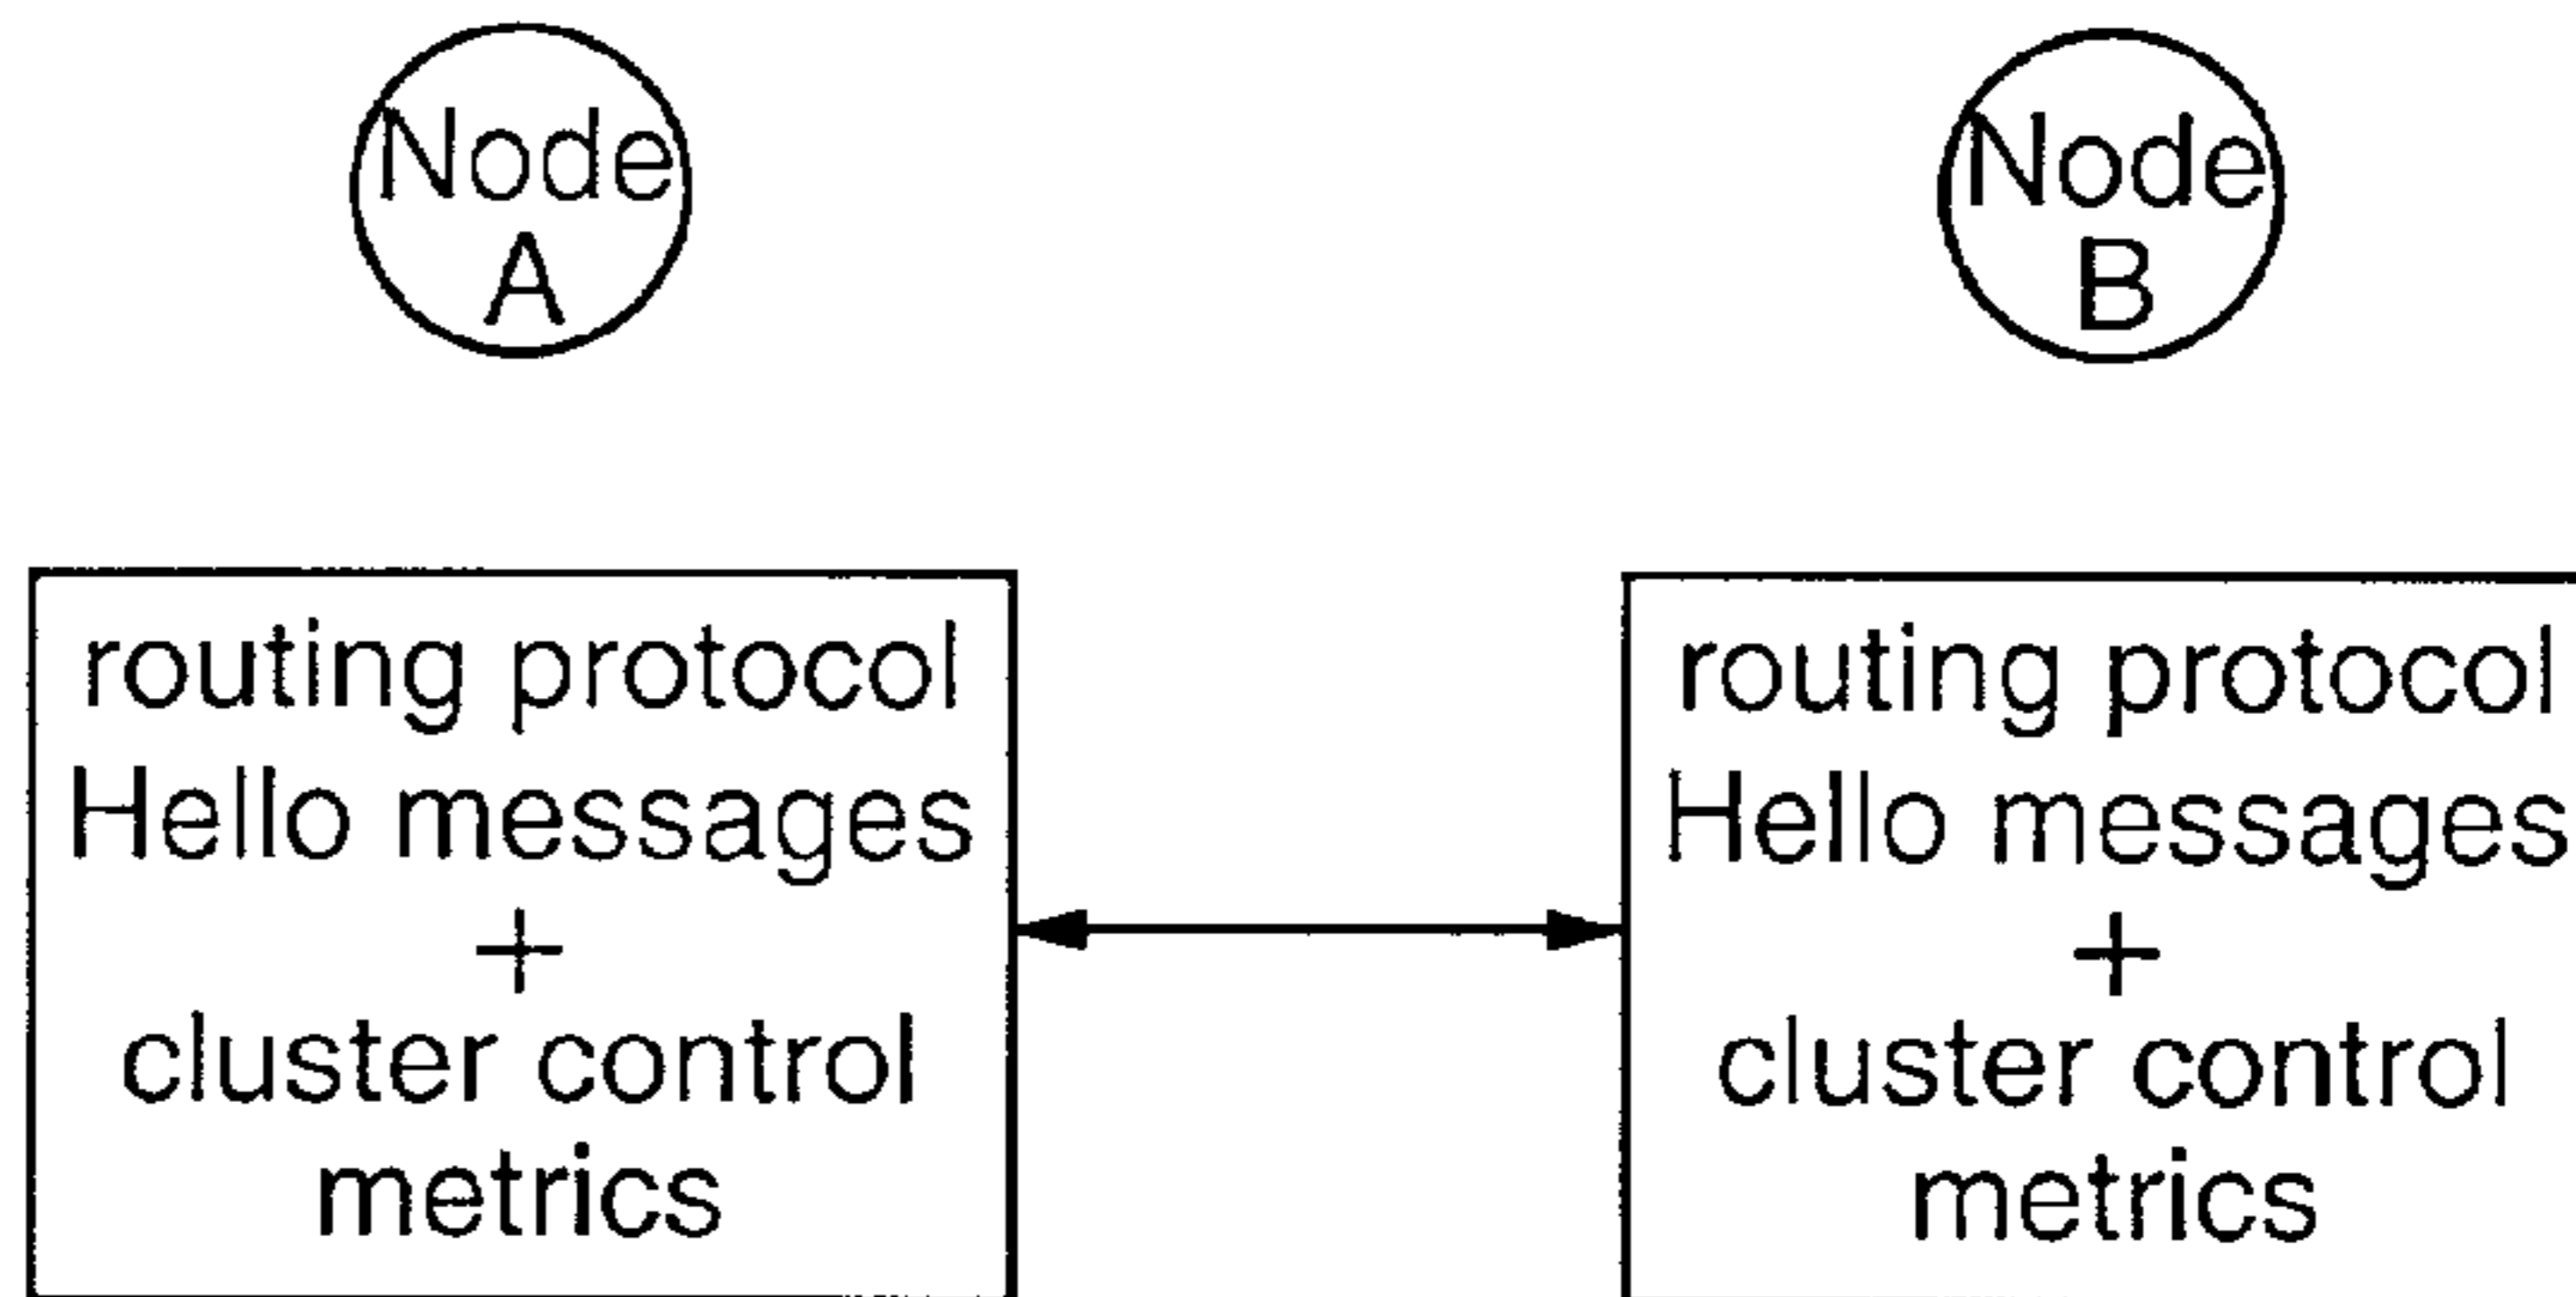 Node
A
Node
B
routing protocol
Hello messages
+
cluster control
metrics
routing protocol
Hello messages
+
cluster control
metrics